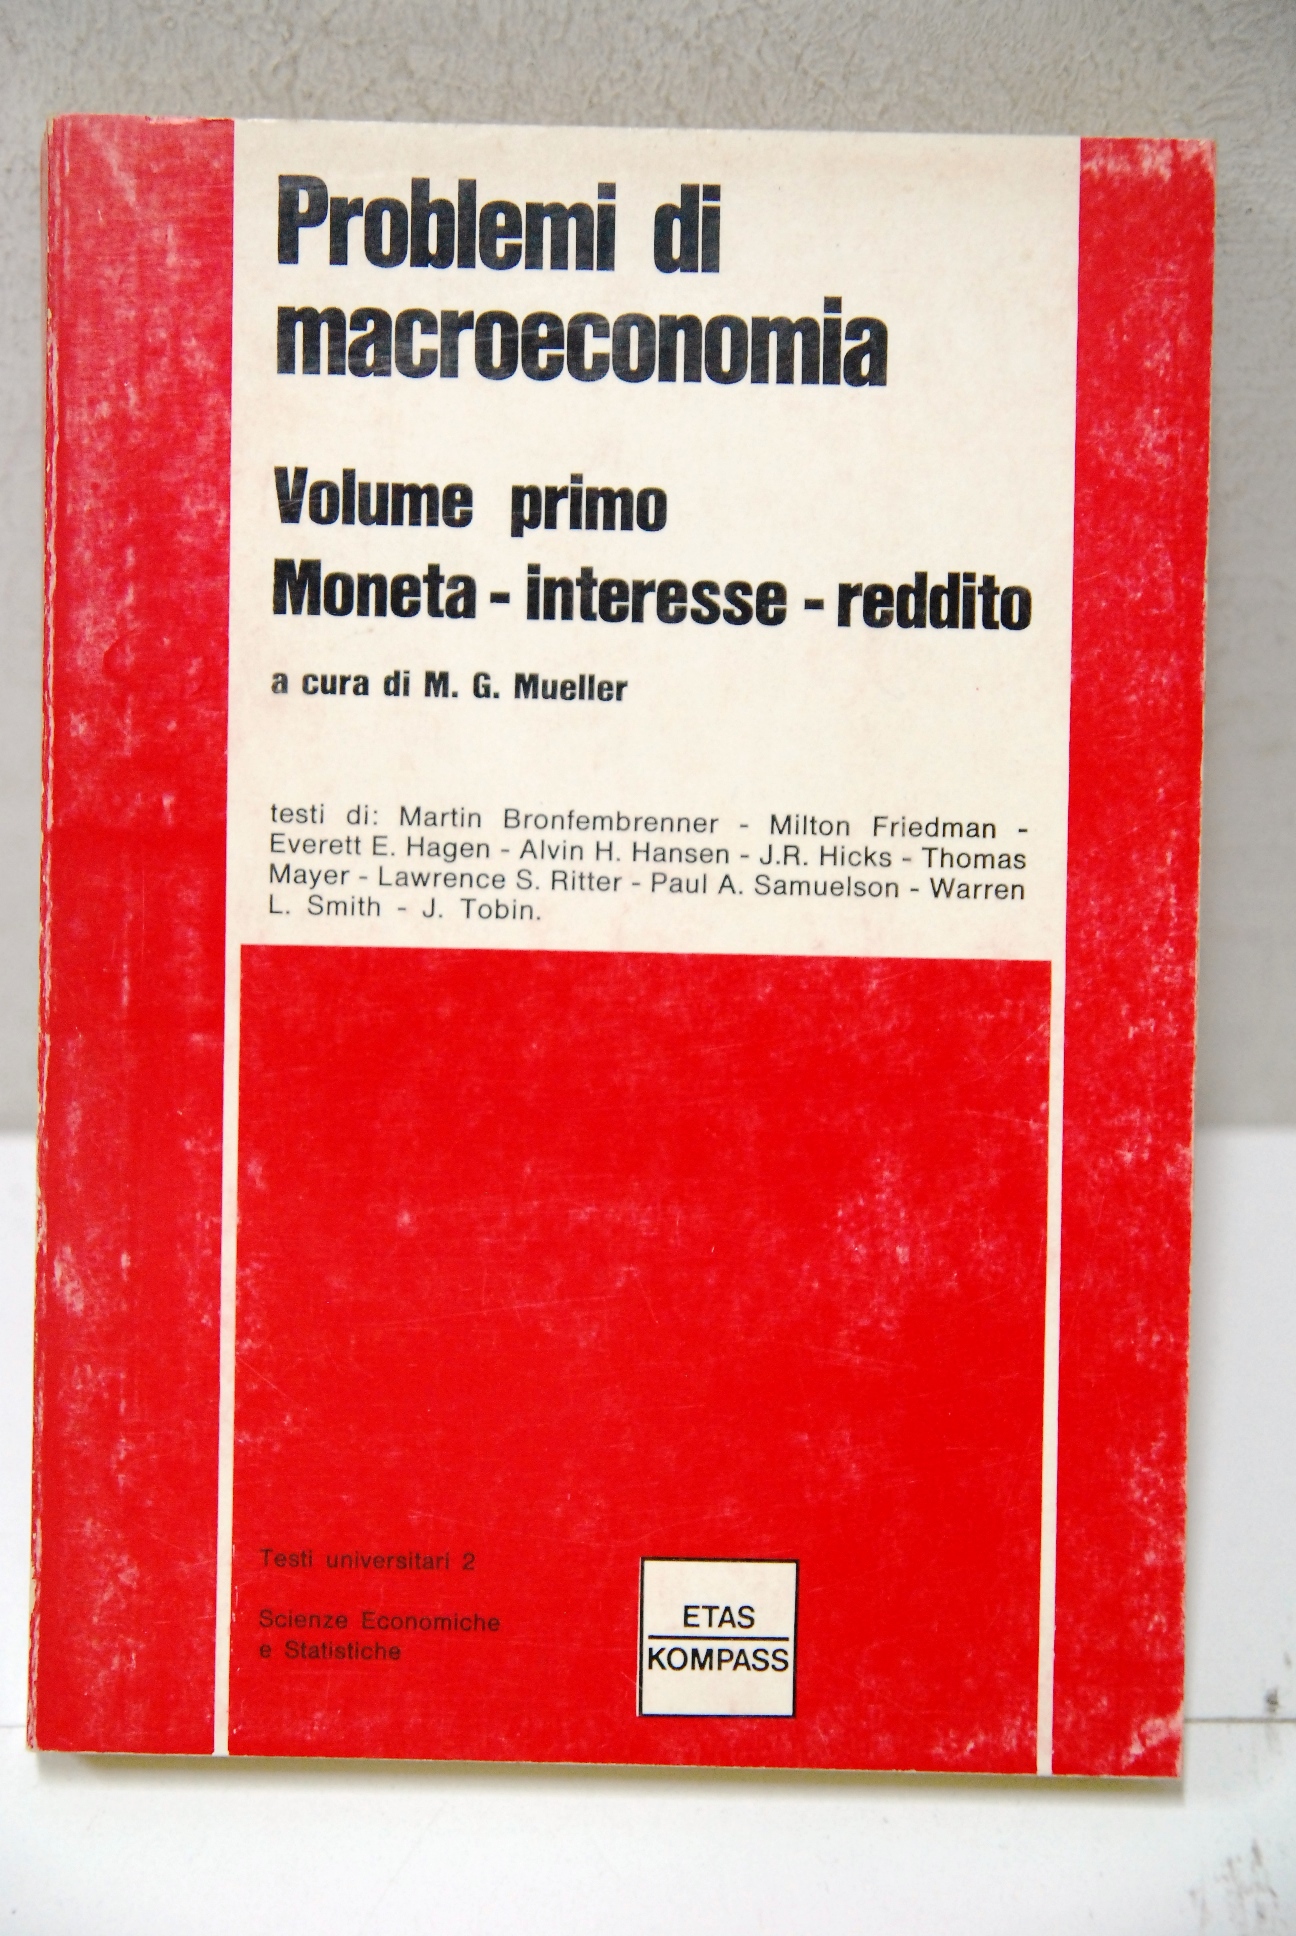 Problemi di
macroeconomia
Volume primo
Moneta - interesse - reddito
a cura di M. G. Mueller
testi di: Martin Bronfembrenner - Milton Friedman -
Everett E. Hagen - Alvin H. Hansen - J.R. Hicks - Thomas
Mayer - Lawrence S. Ritter - Paul A. Samuelson - Warren
L. Smith - J. Tobin.
Testi universitari 2
Scienze Economiche
e Statistiche
ETAS
KOMPASS